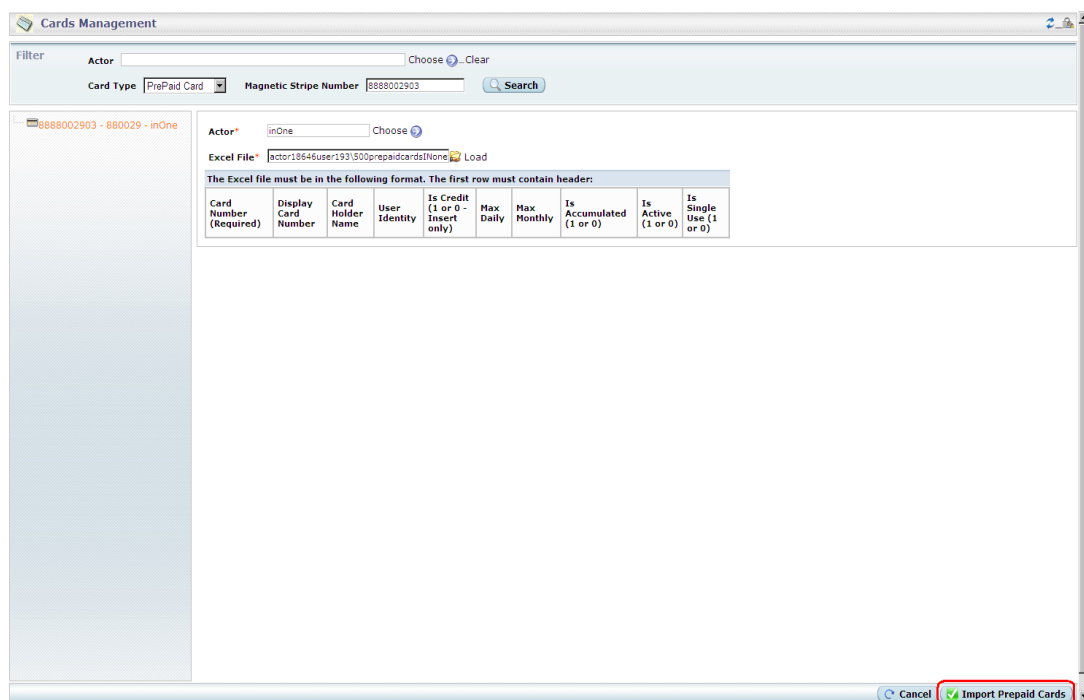 Cards Management
Filter
Actor Choose Clear
Card Type PrePaid Card Magnetic Stripe Number 8888002903 Search
8888002903 - 880029 - inOne
Actor* inOne Choose
Excel File* actor18646user193\500prepaidcardsINone Load
The Excel file must be in the following format. The first row must contain header:
Card Number (Required) Display Card Number Card Holder Name User Identity Is Credit (1 or 0 - Insert only) Max Daily Max Monthly Is Accumulated (1 or 0) Is Active (1 or 0) Is Single Use (1 or 0)
Cancel Import Prepaid Cards